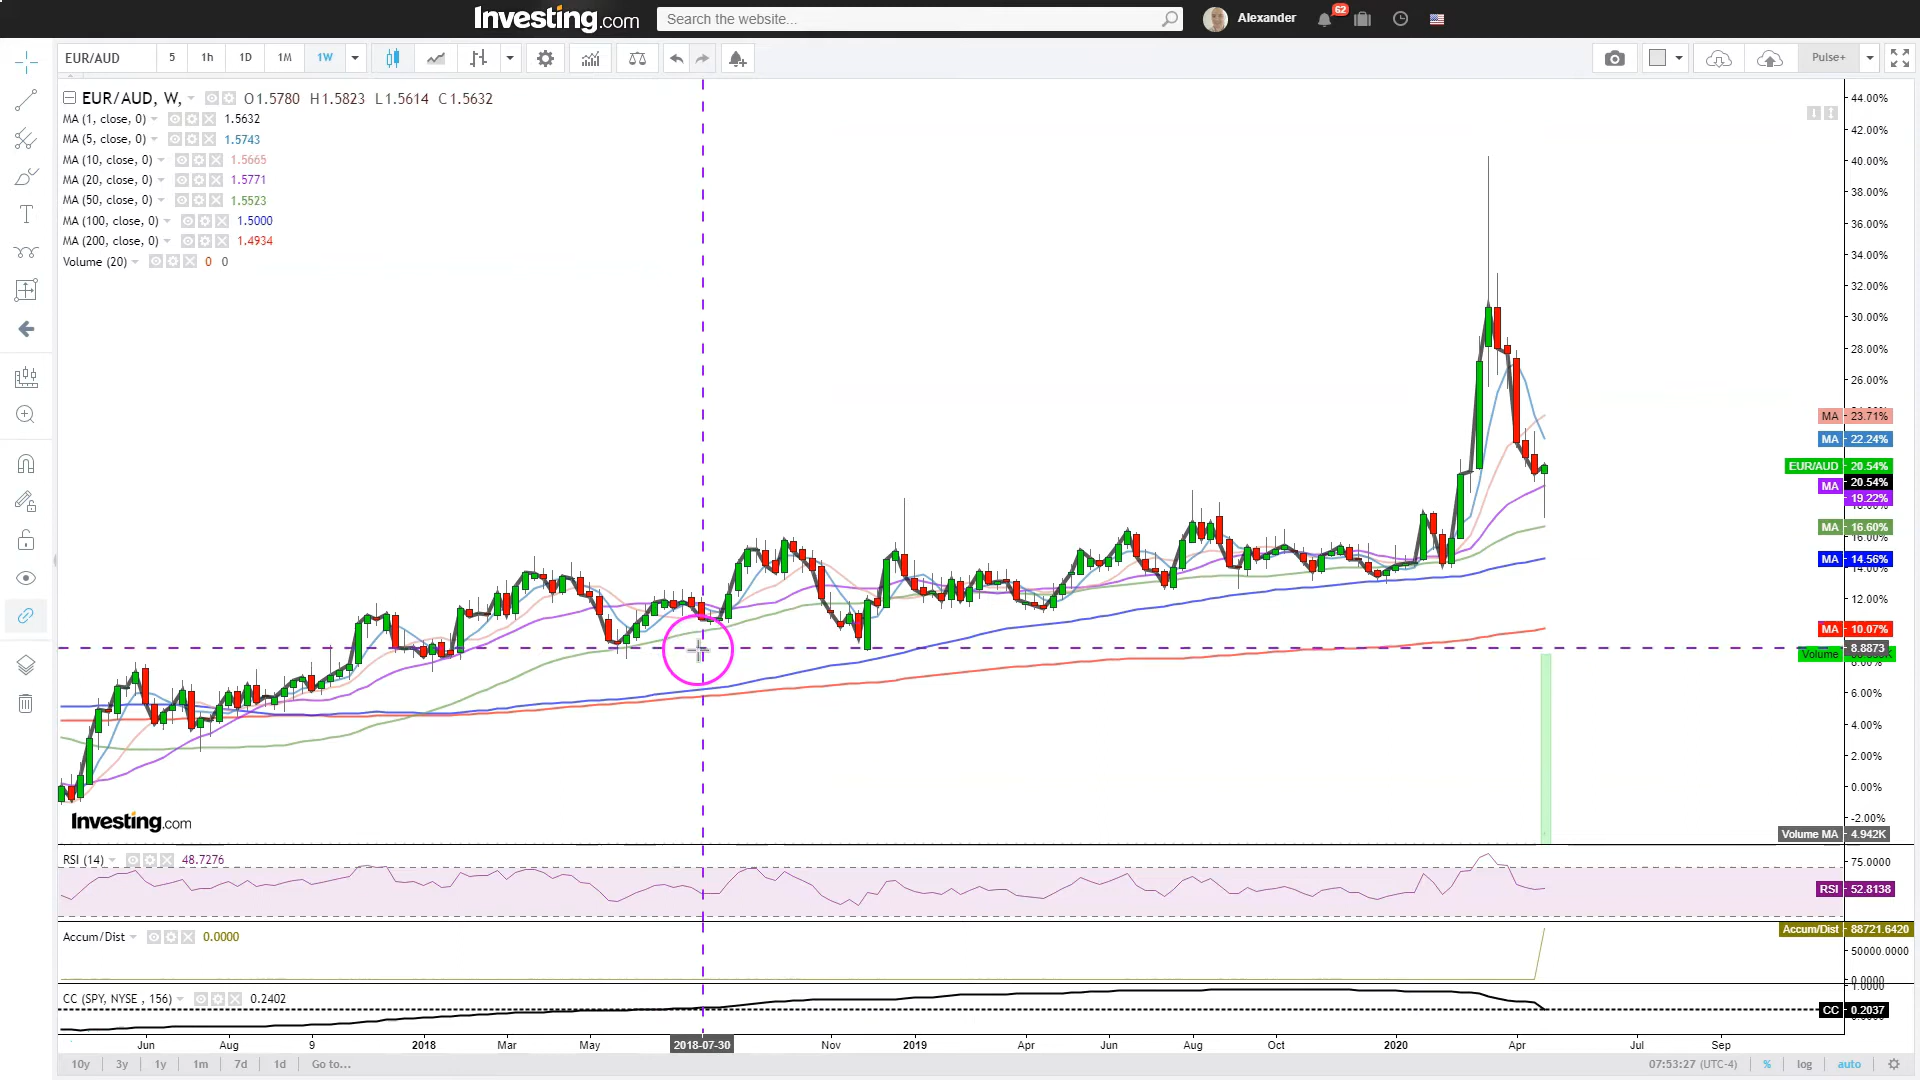 Investing.com
Search the website...
Alexander
62
EUR/AUD
5 1h 1D 1M 1W
Pulse+
EUR/AUD, W, O1.5780 H1.5823 L1.5614 C1.5632
MA (1, close, 0) 1.5632
MA (5, close, 0) 1.5743
MA (10, close, 0) 1.5665
MA (20, close, 0) 1.5771
MA (50, close, 0) 1.5523
MA (100, close, 0) 1.5000
MA (200, close, 0) 1.4934
Volume (20) 0 0
44.00%
42.00%
40.00%
38.00%
36.00%
34.00%
32.00%
30.00%
28.00%
26.00%
MA 23.71%
MA 22.24%
EUR/AUD 20.54%
20.54%
MA 19.22%
MA 16.60%
16.00%
MA 14.56%
14.00%
12.00%
MA 10.07%
8.8873
Volume
8.00%
6.00%
4.00%
2.00%
0.00%
-2.00%
Investing.com
Volume MA 4.942K
RSI (14) 48.7276
75.0000
RSI 52.8138
Accum/Dist 0.0000
Accum/Dist 88721.6420
50000.0000
0.0000
CC (SPY, NYSE , 156) 0.2402
1.0000
CC 0.2037
Jun Aug 9 2018 Mar May 2018-07-30 Nov 2019 Apr Jun Aug Oct 2020 Apr Jul Sep
10y 3y 1y 1m 7d 1d Go to...
07:53:27 (UTC-4) % log auto